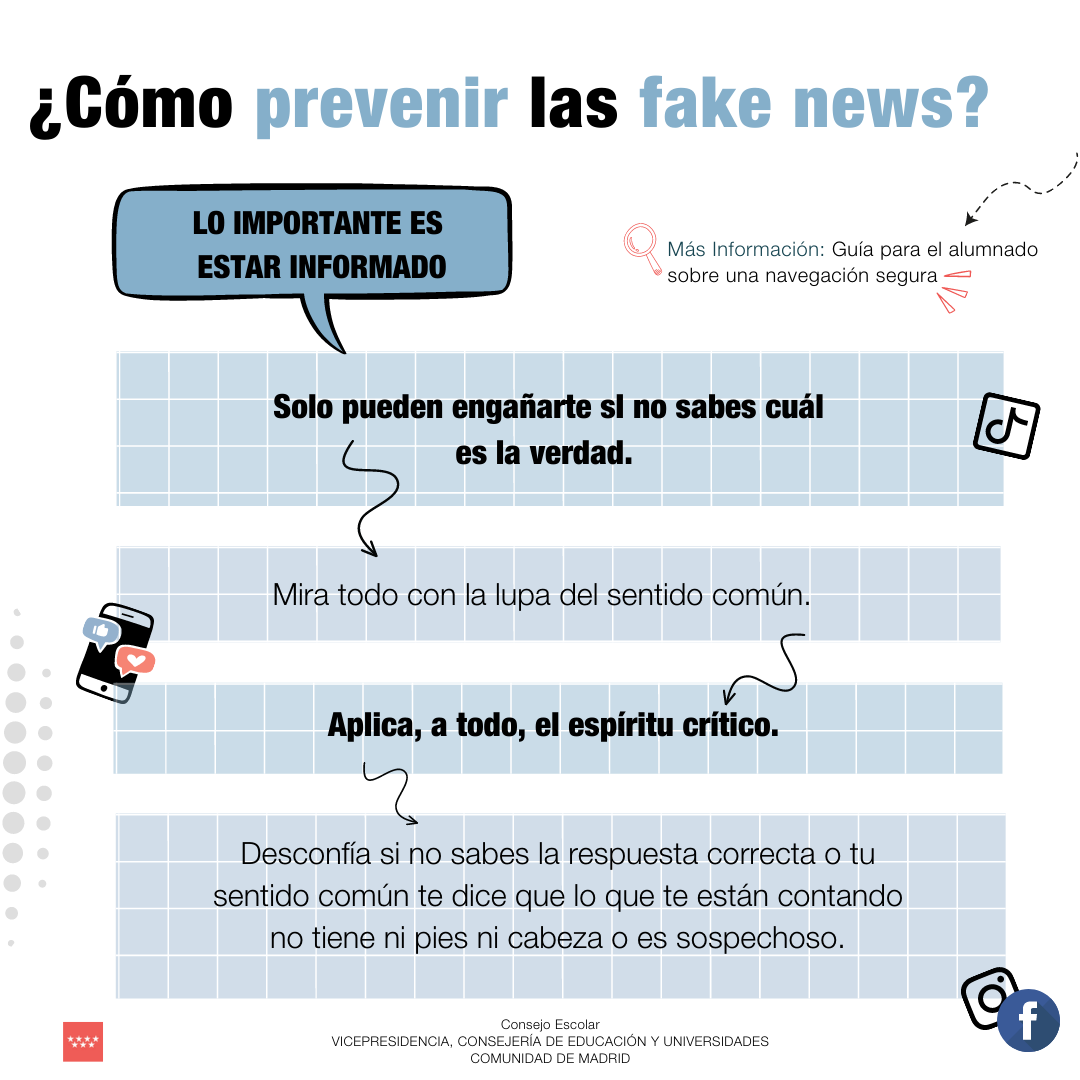 ¿Cómo prevenir las fake news?
LO IMPORTANTE ES
ESTAR INFORMADO
Más Información: Guía para el alumnado
sobre una navegación segura
Solo pueden engañarte sI no sabes cuál
es la verdad.
Mira todo con la lupa del sentido común.
Aplica, a todo, el espíritu crítico.
Desconfía si no sabes la respuesta correcta o tu
sentido común te dice que lo que te están contando
no tiene ni pies ni cabeza o es sospechoso.
Consejo Escolar
VICEPRESIDENCIA, CONSEJERÍA DE EDUCACIÓN Y UNIVERSIDADES
COMUNIDAD DE MADRID